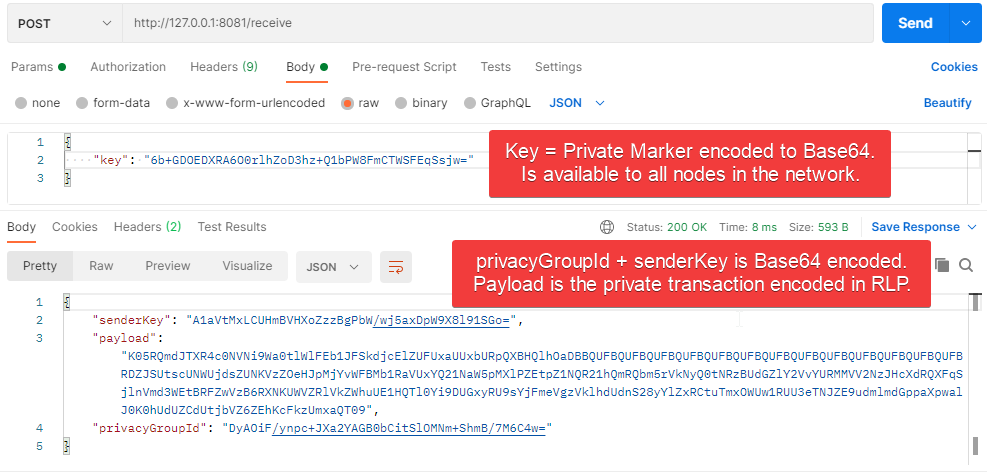 POST
http://127.0.0.1:8081/receive
Send
Params
Authorization
Headers (9)
Body
Pre-request Script
Tests
Settings
Cookies
none
form-data
x-www-form-urlencoded
raw
binary
GraphQL
JSON
Beautify
1 {
2 "key": "6b+GDOEDXRA6O0rlhZoD3hz+Q1bPW8FmCTWSFEqSsjw="
3 }
Key = Private Marker encoded to Base64.
Is available to all nodes in the network.
Body
Cookies
Headers (2)
Test Results
Status: 200 OK
Time: 8 ms
Size: 593 B
Save Response
Pretty
Raw
Preview
Visualize
JSON
privacyGroupId + senderKey is Base64 encoded.
Payload is the private transaction encoded in RLP.
1 {
2 "senderKey": "A1aVtMxLCUHmBVHXoZzzBgPbW/wj5axDpW9X8l91SGo=",
3 "payload":
"K05RQmdJTXR4c0NVNi9Wa0tlWlFEb1JFSkdjcElZUFUxaUUxbURpQXBHQlhOaDBBQUFBQUFBQUFBQUFBQUFBQUFBQUFBQUFBQUFBQUFBQUFB
RDZJSUtscUNWUjdsZUNKVzZOeHJpMjYvWFBMb1RaVUxYQ21NaW5pMXlPZEtpZ1NQR21hQmRQbm5rVkNyQ0tNRzBUdGZlY2VvYURMMVV2NzJHcXdRQXFqS
jlnVmd3WEtBRFZwVzB6RXNKUWVZRlVkZWhuUE1HQTl0Yi9DUGxyRU9sYjFmeVgzVklhdUdnS28yYlZxRCtuTmxOWUw1RUU3eTNJZE9udmlmdGppaXpwal
J0K0hUdUZCdUtjbVZ6ZEhKcFkzUmxaQT09",
4 "privacyGroupId": "DyAOiF/ynpc+JXa2YAGB0bCitSlOMNm+ShmB/7M6C4w="
5 }